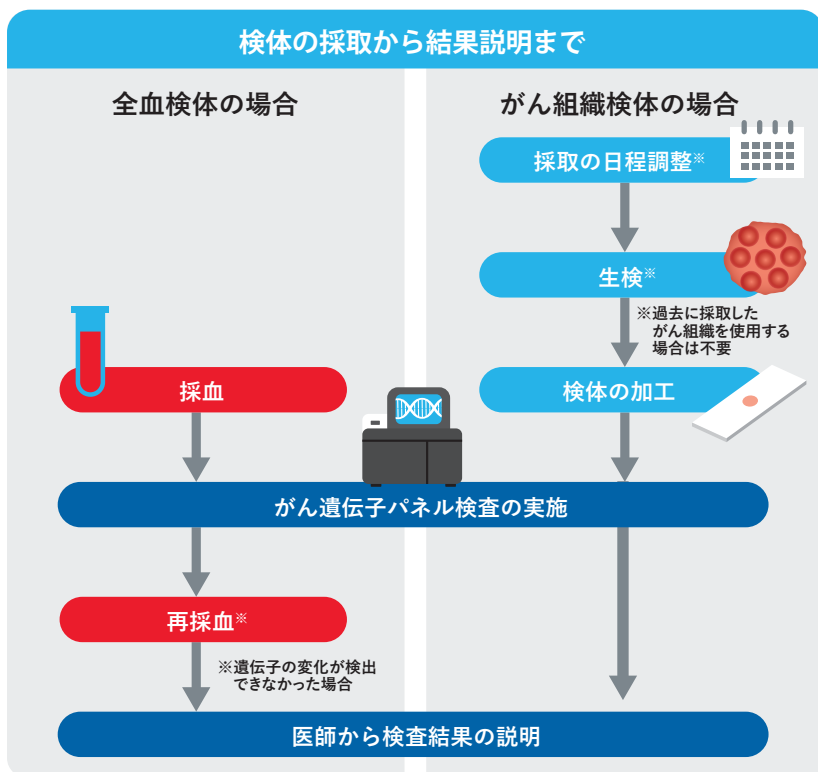 検体の採取から結果説明まで
全血検体の場合
採血
がん組織検体の場合
採取の日程調整※
生検※
※過去に採取した
がん組織を使用する
場合は不要
検体の加工
がん遺伝子パネル検査の実施
再採血※
※遺伝子の変化が検出
できなかった場合
医師から検査結果の説明